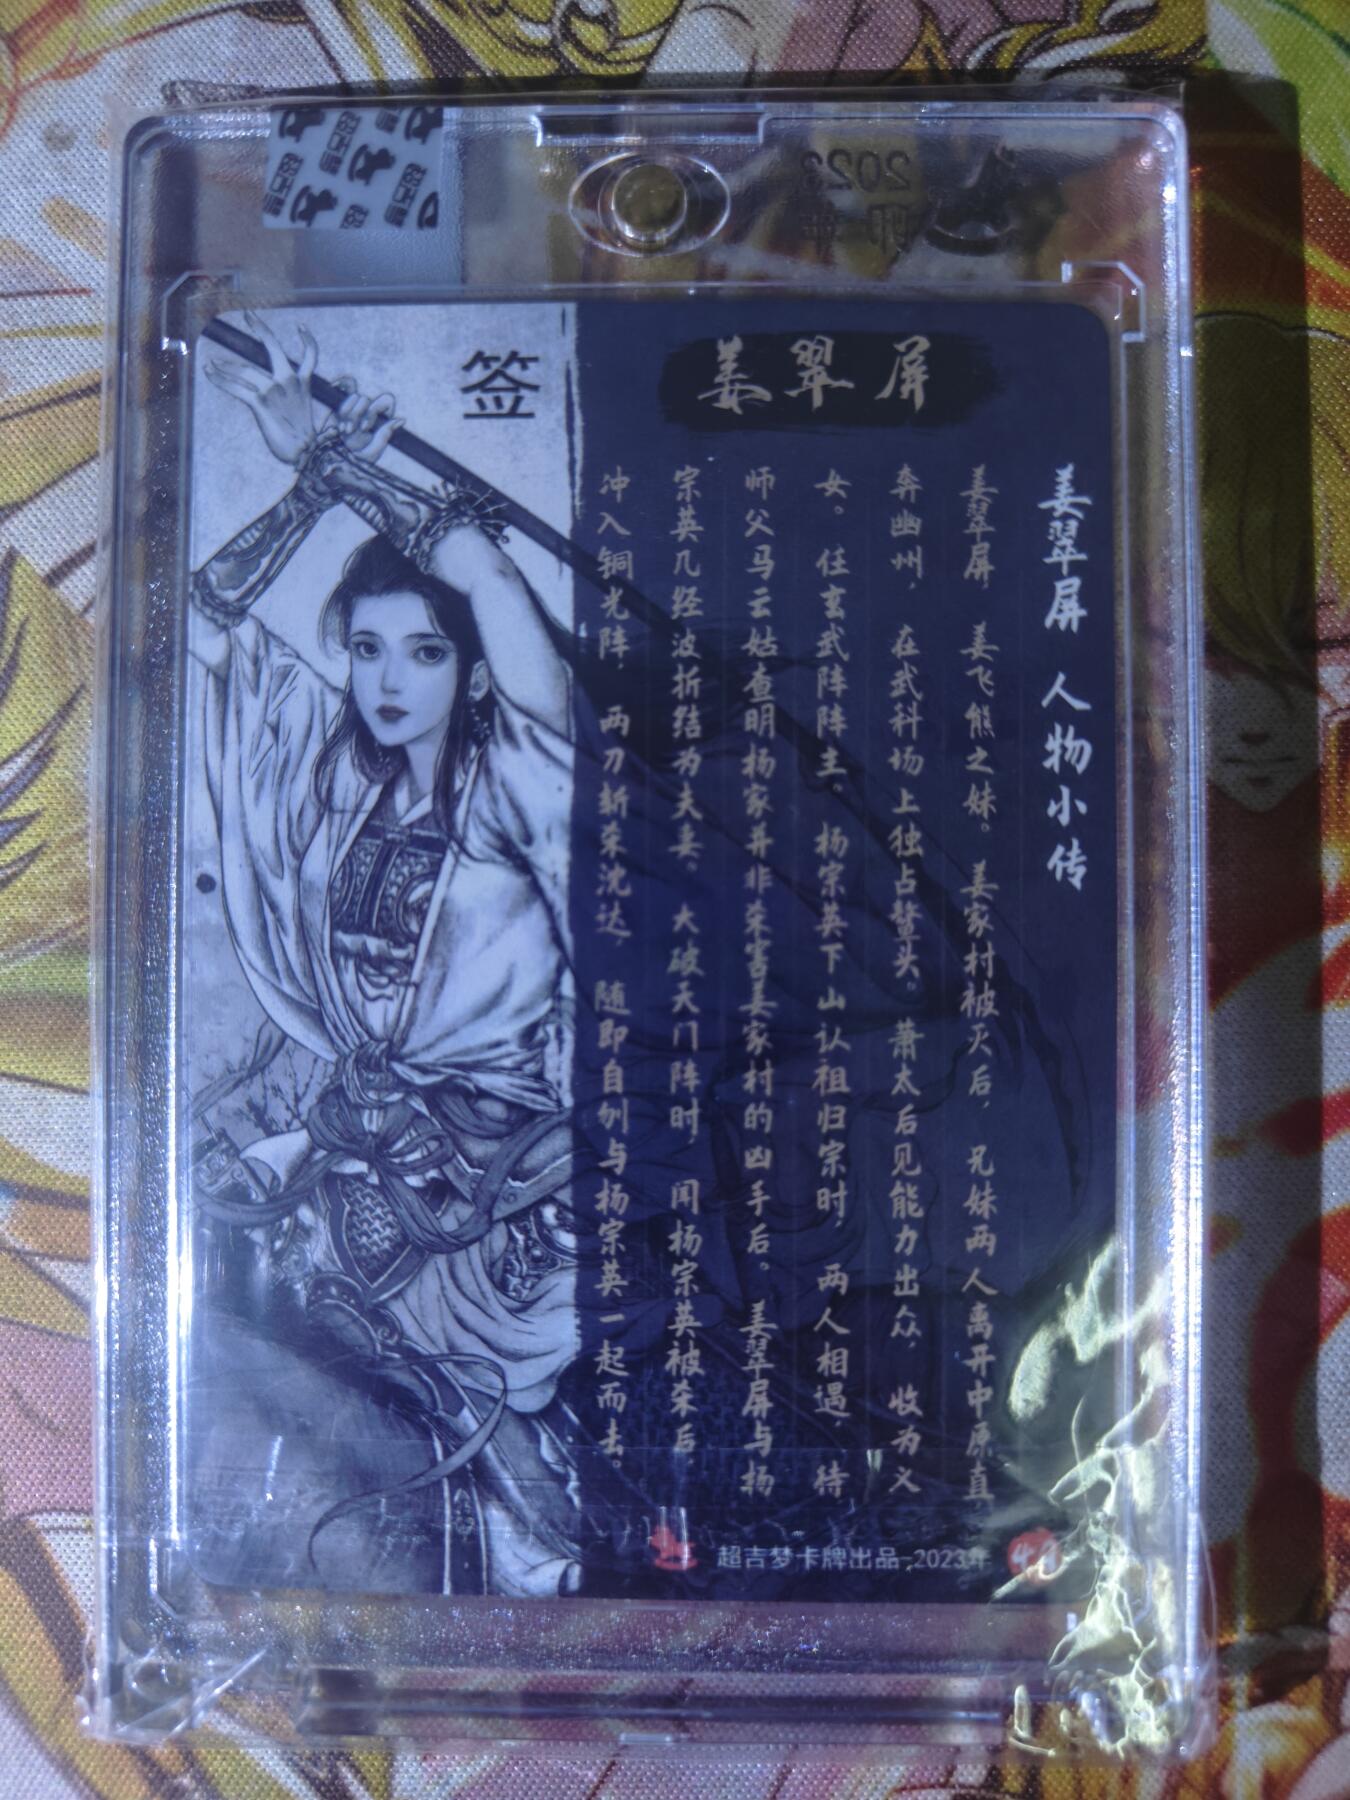 签
姜翠屏
姜翠屏 人物小传
姜翠屏，姜飞熊之妹。姜家村被灭后，兄妹两人离开中原直
奔幽州，在武科场上独占鳌头。萧太后见能力出众，收为义
女。任玄武阵阵主。杨宗英下山认祖归宗时，两人相遇，待
师父马云姑查明杨家并非杀害姜家村的凶手后。姜翠屏与杨
宗英几经波折结为夫妻。大破天门阵时，闻杨宗英被杀后，
冲入铜光阵，两刀斩杀沈达，随即自刎与杨宗英一起而去。
超吉梦卡牌出品 2023年
2023
超吉梦